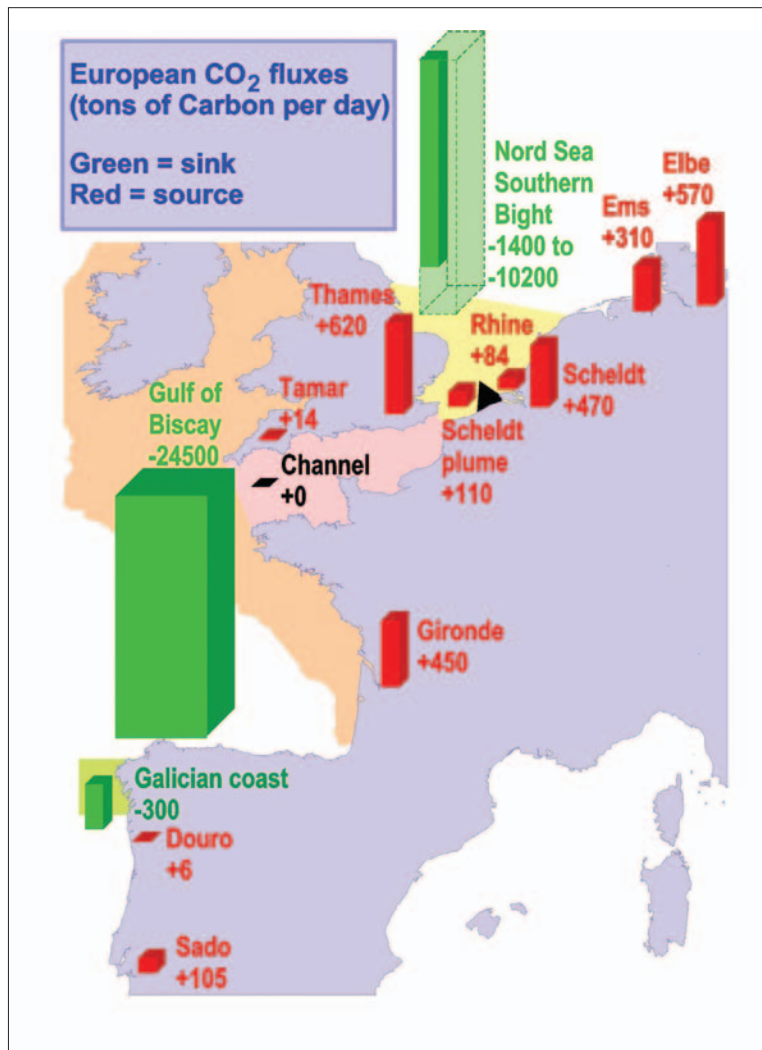 European CO₂ fluxes
(tons of Carbon per day)
Green = sink
Red = source
Nord Sea
Southern
Bight
-1400 to
-10200
Elbe
+570
Ems
+310
Thames
+620
Rhine
+84
Scheldt
+470
Tamar
+14
Scheldt
plume
+110
Gulf of
Biscay
-24500
Channel
+0
Gironde
+450
Galician coast
-300
Douro
+6
Sado
+105